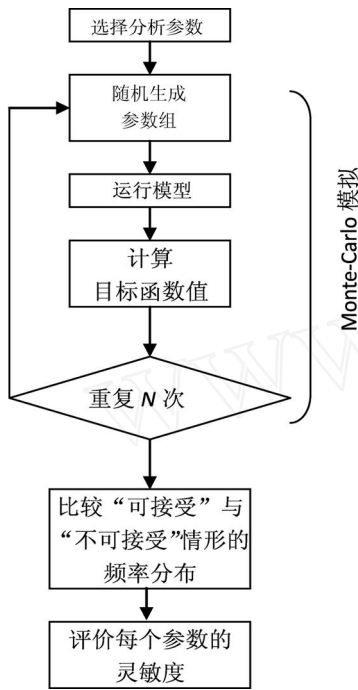 选择分析参数
随机生成
参数组
运行模型
计算
目标函数值
重复 N 次
Monte-Carlo 模拟
比较“可接受”与
“不可接受”情形的
频率分布
评价每个参数的
灵敏度
WWW